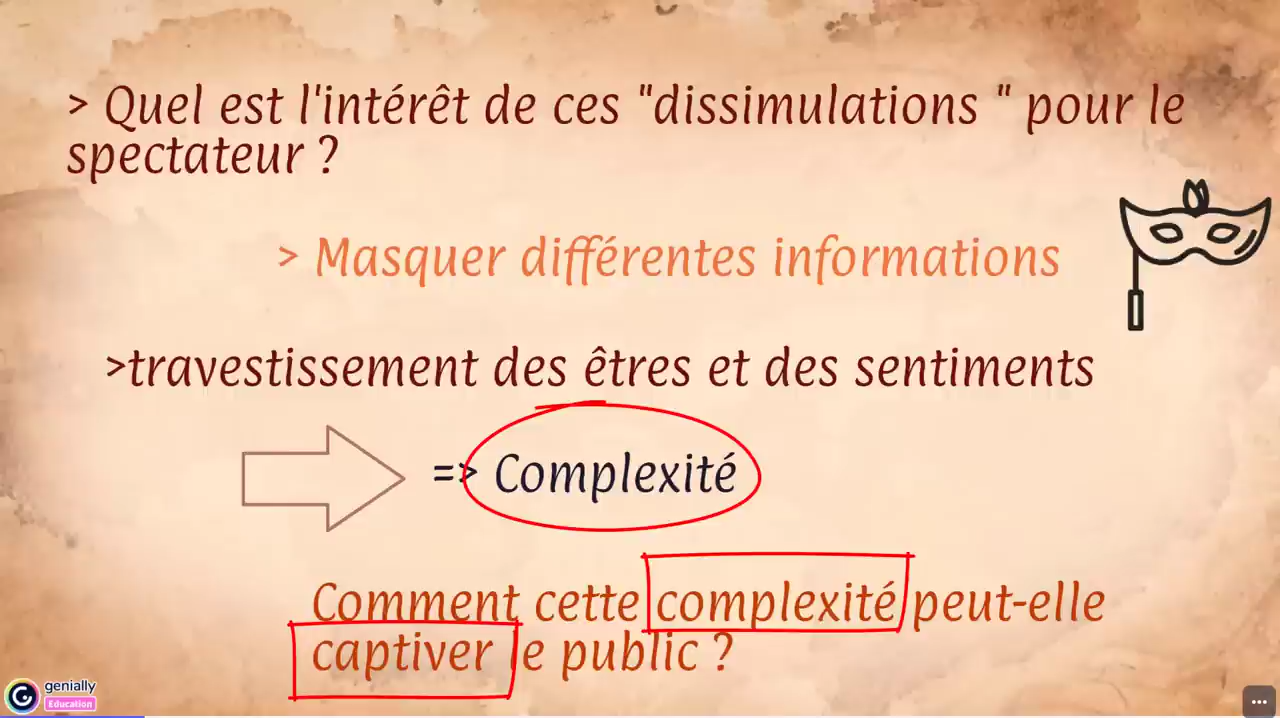 > Quel est l'intérêt de ces "dissimulations " pour le
spectateur ?
> Masquer différentes informations
>travestissement des êtres et des sentiments
=> Complexité
Comment cette complexité peut-elle
captiver le public ?
genially
Education